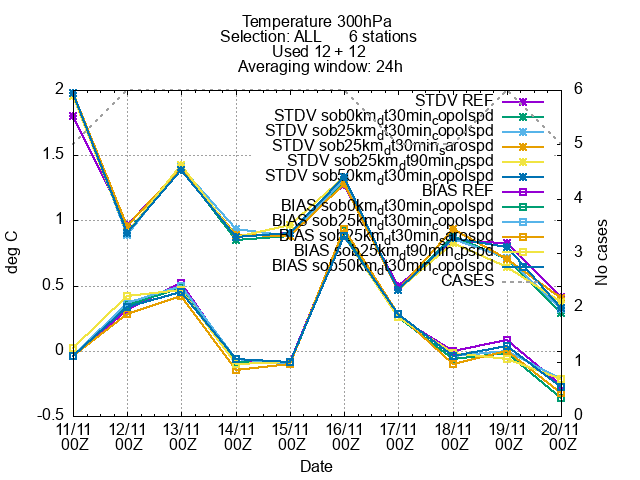 Temperature 300hPa
Selection: ALL 6 stations
Used 12 + 12
Averaging window: 24h
STDV REF
STDV sob0km_dt30min_copolspd
STDV sob25km_dt30min_copolspd
STDV sob25km_dt30min_sarospd
STDV sob25km_dt90min_cpspd
STDV sob50km_dt30min_copolspd
BIAS REF
BIAS sob0km_dt30min_copolspd
BIAS sob25km_dt30min_copolspd
BIAS sob25km_dt30min_sarospd
BIAS sob25km_dt90min_cpspd
BIAS sob50km_dt30min_copolspd
CASES
2
1.5
1
0.5
0
-0.5
deg C
6
5
4
3
2
1
0
No cases
11/11 12/11 13/11 14/11 15/11 16/11 17/11 18/11 19/11 20/11
00Z 00Z 00Z 00Z 00Z 00Z 00Z 00Z 00Z 00Z
Date